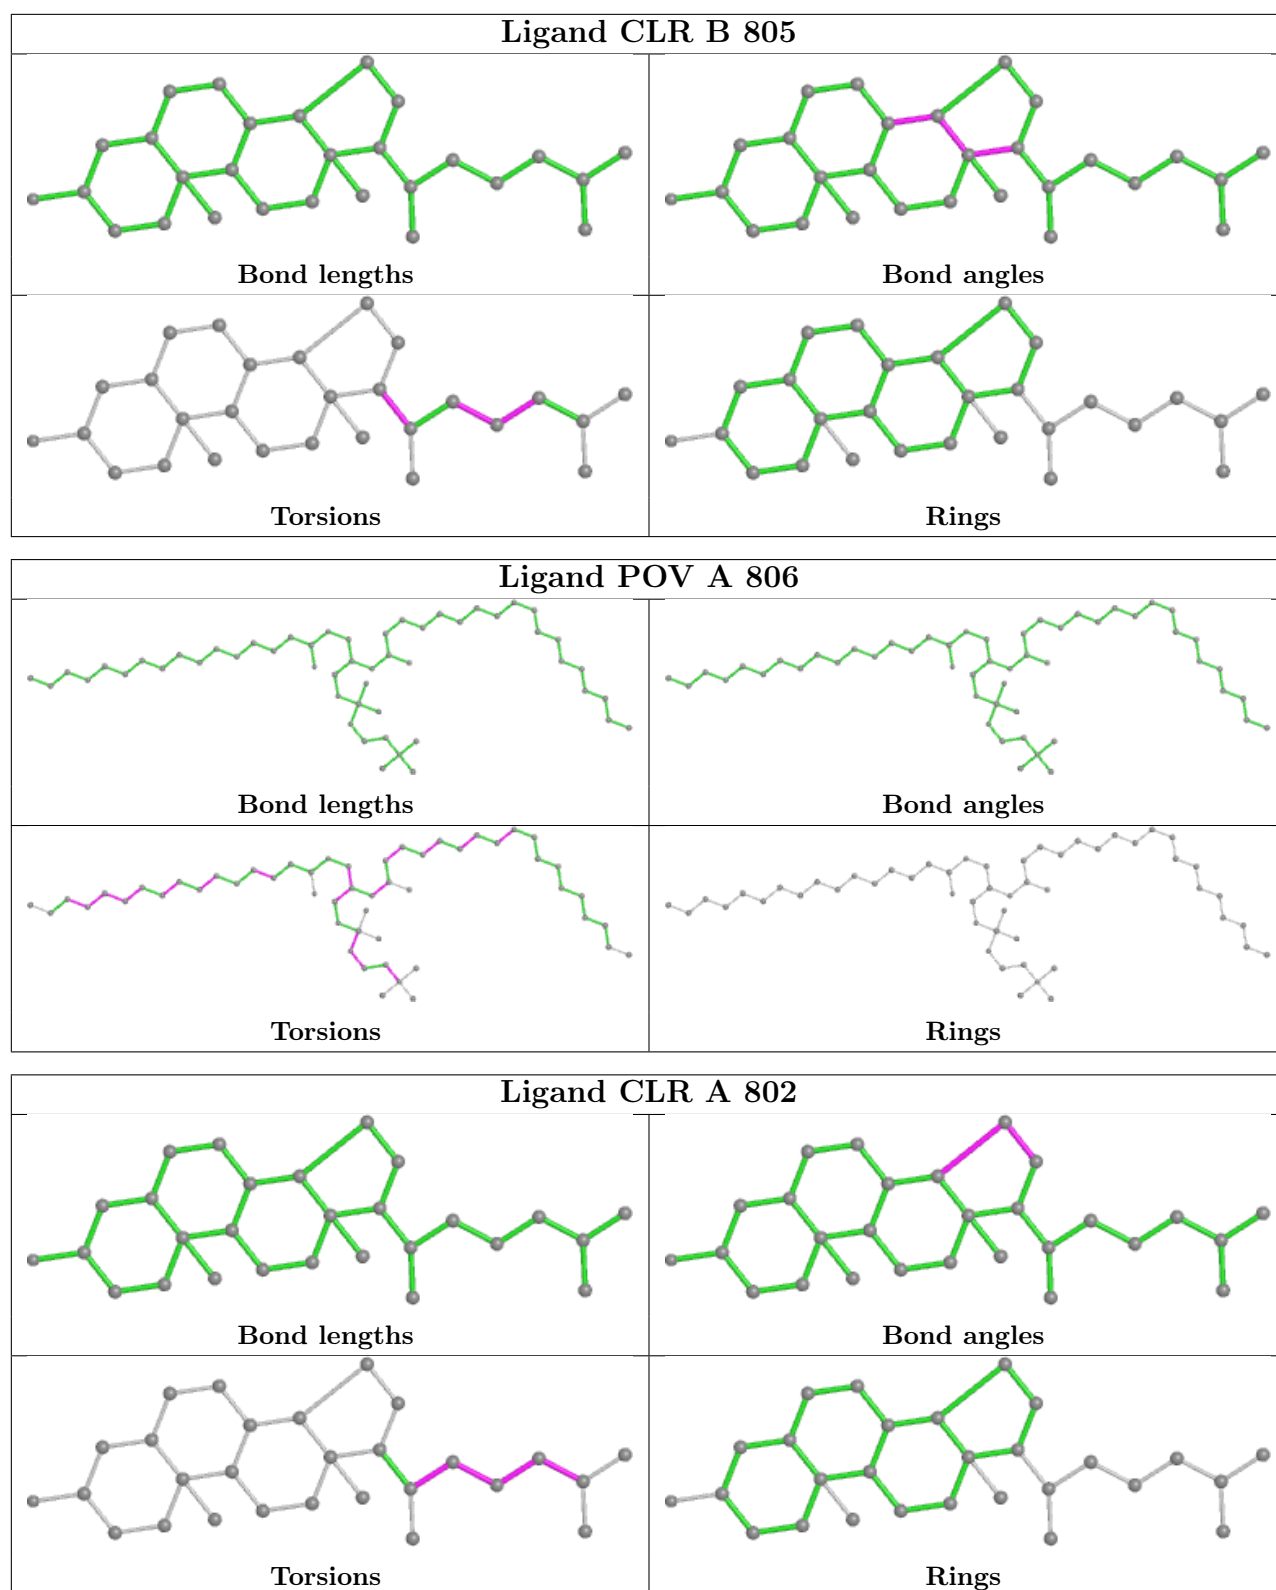 Ligand CLR B 805
Bond lengths
Bond angles
Torsions
Rings
Ligand POV A 806
Bond lengths
Bond angles
Torsions
Rings
Ligand CLR A 802
Bond lengths
Bond angles
Torsions
Rings